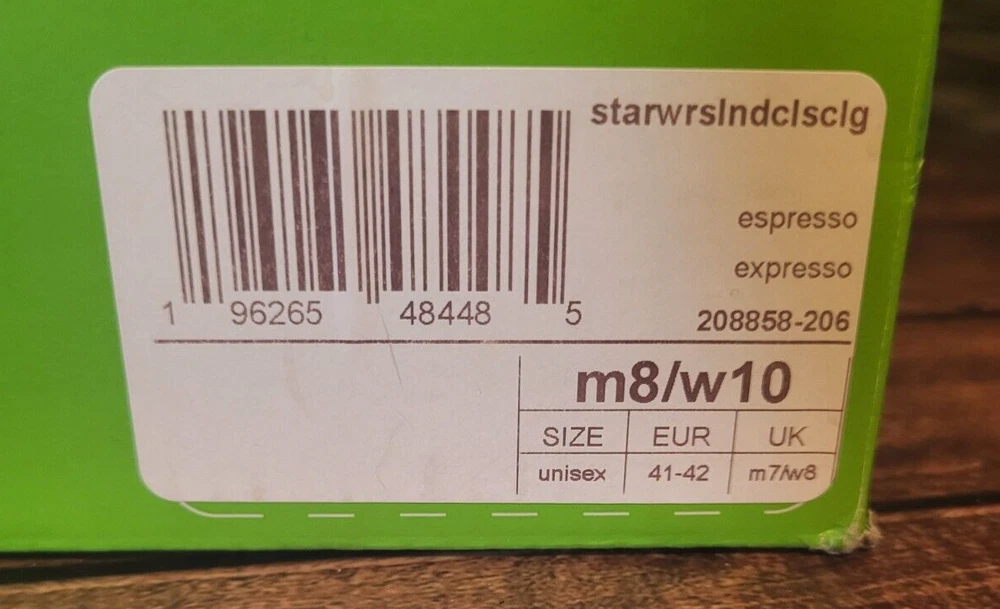 starwrslndclsclg
espresso
expresso
208858-206
1 96265 48448 5
m8/w10
SIZE EUR UK
unisex 41-42 m7/w8